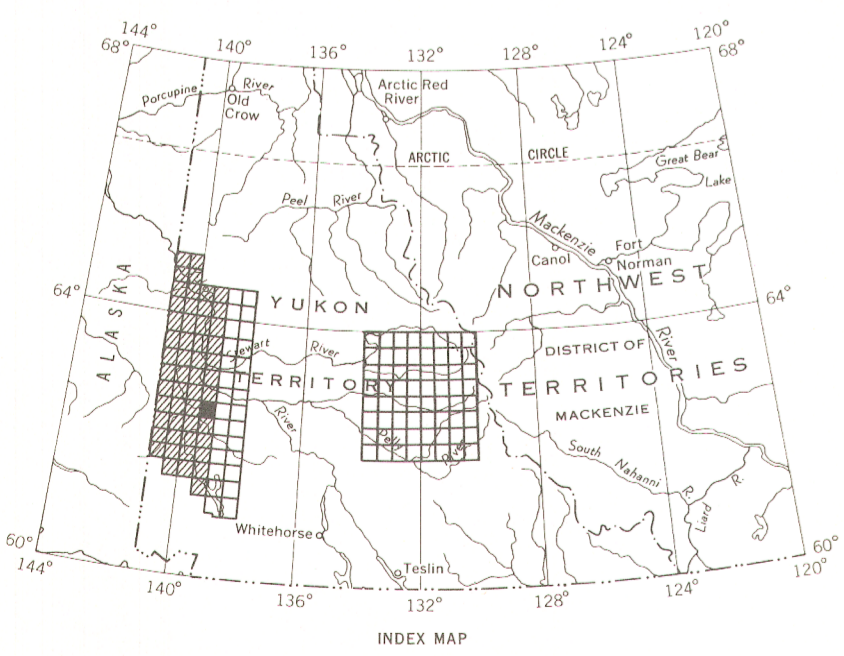 144°
140°
136°
132°
128°
124°
120°
68°
68°
Porcupine
River
Old
Crow
Arctic Red
River
ARCTIC
CIRCLE
Great Bear
Lake
Peel
River
Mackenzie
Canol
Fort
Norman
64°
64°
ALASKA
YUKON
NORTHWEST
Stewart
River
DISTRICT OF
River
TERRITORY
TERRITORIES
MACKENZIE
River
Pelly
River
South
Nahanni
R.
Liard
R.
Whitehorse
Teslin
60°
60°
144°
140°
136°
132°
128°
124°
120°
INDEX MAP